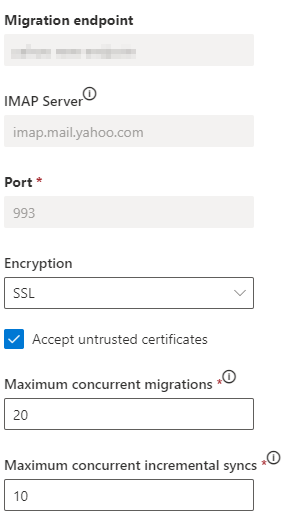 Migration endpoint
IMAP Server
imap.mail.yahoo.com
Port *
993
Encryption
SSL
Accept untrusted certificates
Maximum concurrent migrations *
20
Maximum concurrent incremental syncs *
10